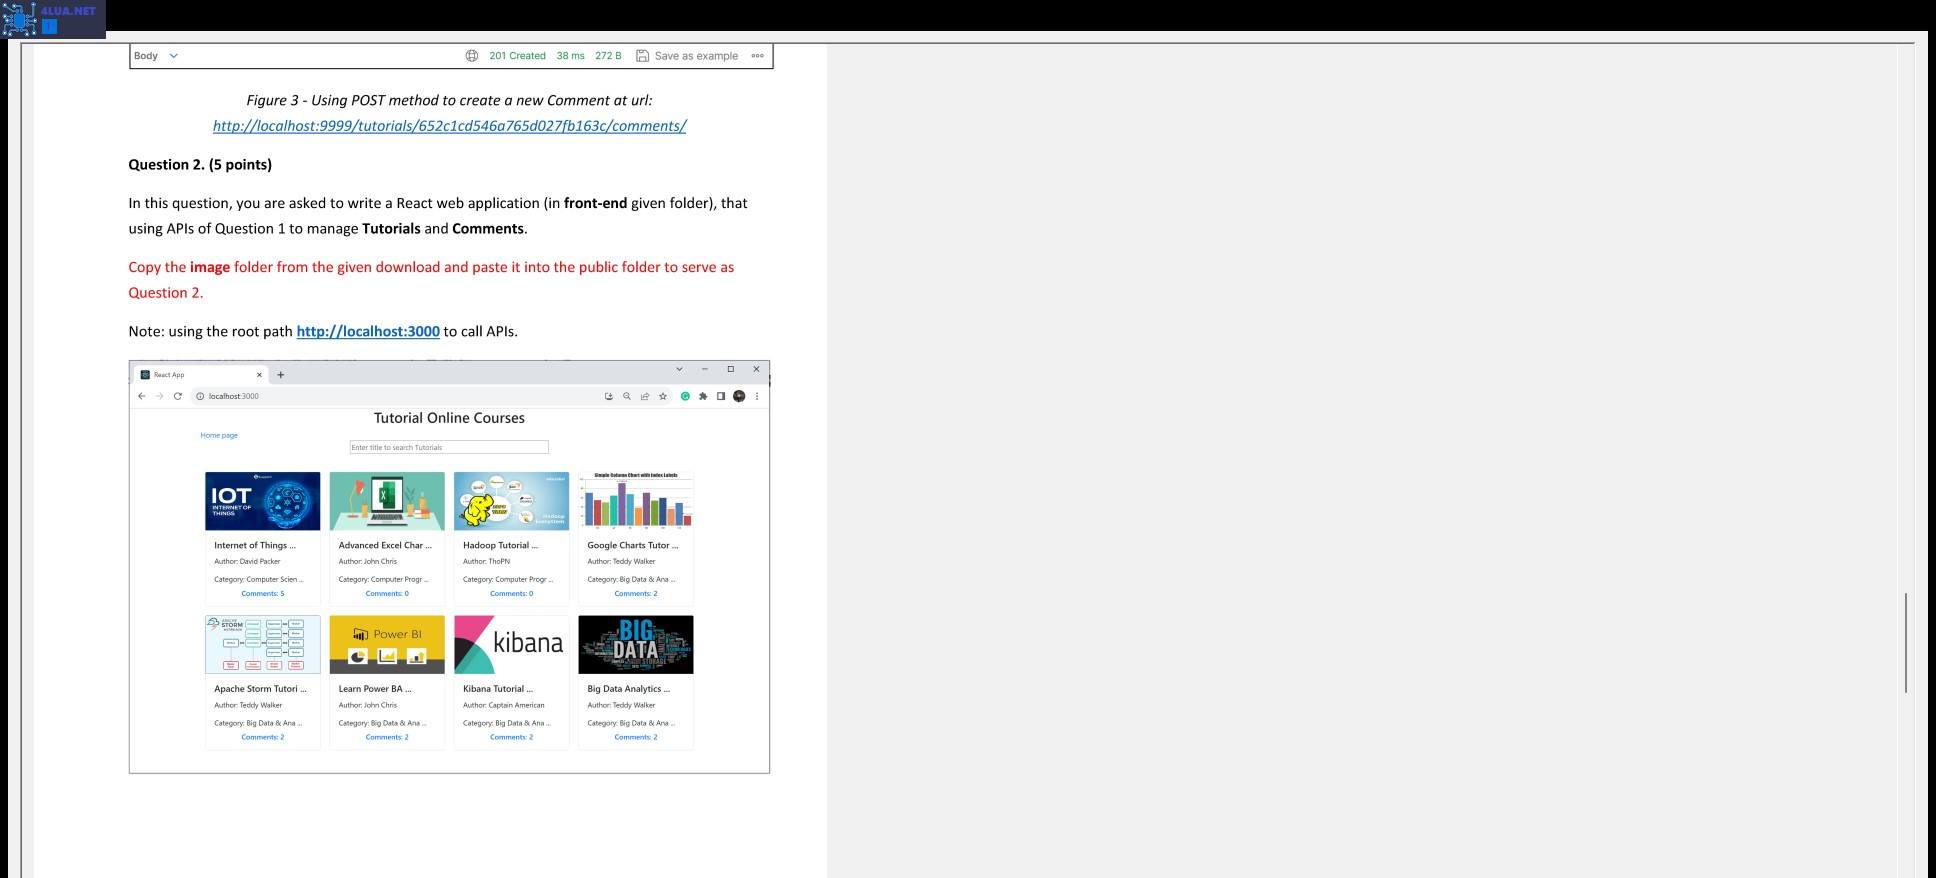 4LUA.NET
Body
201 Created 38 ms 272 B Save as example
Figure 3 - Using POST method to create a new Comment at url:
http://localhost:9999/tutorials/652c1cd546a765d027fb163c/comments/
Question 2. (5 points)
In this question, you are asked to write a React web application (in front-end given folder), that
using APIs of Question 1 to manage Tutorials and Comments.
Copy the image folder from the given download and paste it into the public folder to serve as
Question 2.
Note: using the root path http://localhost:3000 to call APIs.
React App
localhost:3000
Tutorial Online Courses
Home page
Enter title to search Tutorials
IOT
INTERNET OF
THINGS
Simple Column Chart with Index Labels
Internet of Things ... Advanced Excel Char ... Hadoop Tutorial ... Google Charts Tutor ...
Author: David Packer Author: John Chris Author: ThoPN Author: Teddy Walker
Category: Computer Scien ... Category: Computer Progr ... Category: Computer Progr ... Category: Big Data & Ana ...
Comments: 5 Comments: 0 Comments: 0 Comments: 2
APACHE
STORM
Power BI
kibana
BIG
DATA
STORAGE
Apache Storm Tutori ... Learn Power BA ... Kibana Tutorial ... Big Data Analytics ...
Author: Teddy Walker Author: John Chris Author: Captain American Author: Teddy Walker
Category: Big Data & Ana ... Category: Big Data & Ana ... Category: Big Data & Ana ... Category: Big Data & Ana ...
Comments: 2 Comments: 2 Comments: 2 Comments: 2